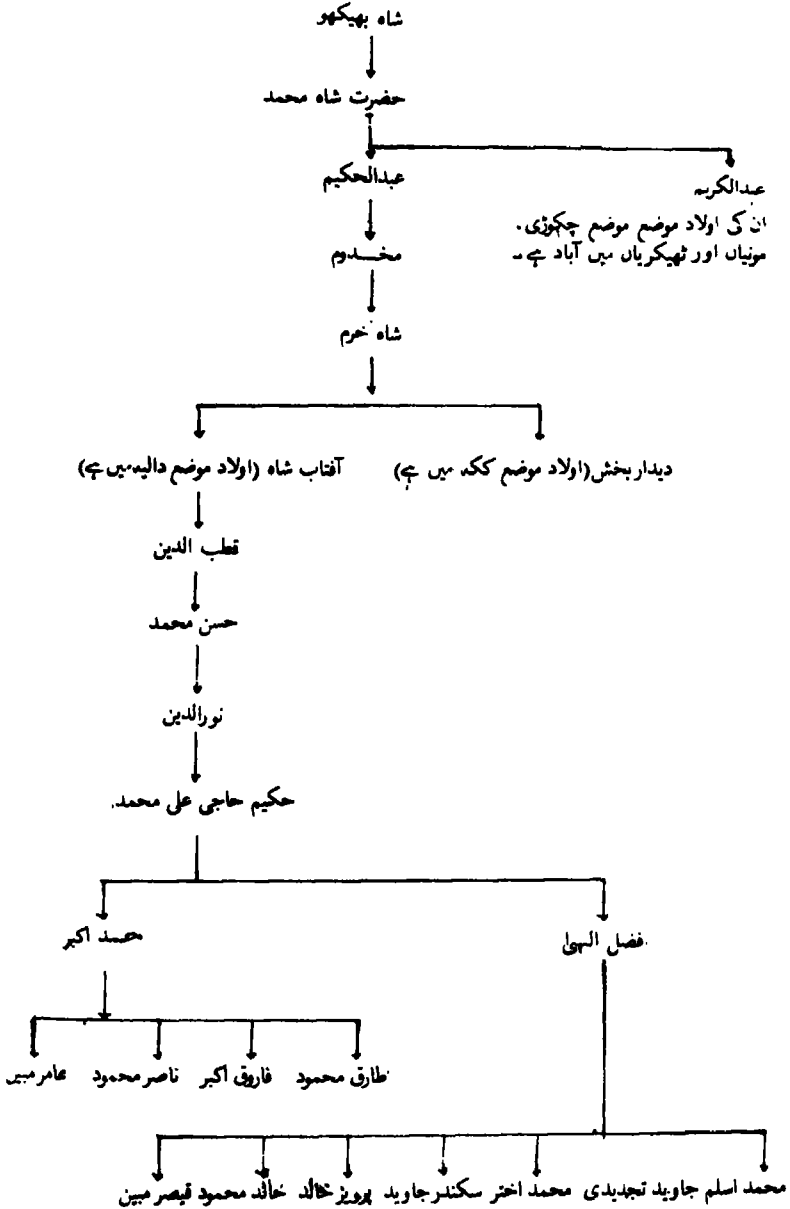 شاہ بھیکھو
حضرت شاہ محمد
عبدالکریم
عبدالحکیم
ان کی اولاد موضع موضع چکوڑی۔
مونیاں اور ٹھیکریاں میں آباد ہے۔
مخدوم
شاہ خرم
دیدار بخش (اولاد موضع ککہ میں ہے)
آفتاب شاہ (اولاد موضع دالیہ میں ہے)
قطب الدین
حسن محمد
نورالدین
حکیم حاجی علی محمد
فضل الہیٰ
محمد اکبر
طارق محمود
فاروق اکبر
ناصر محمود
عامر مبین
محمد اسلم جاوید تجدیدی محمد اختر سکندر جاوید پرویز خالد خالد محمود قیصر مبین